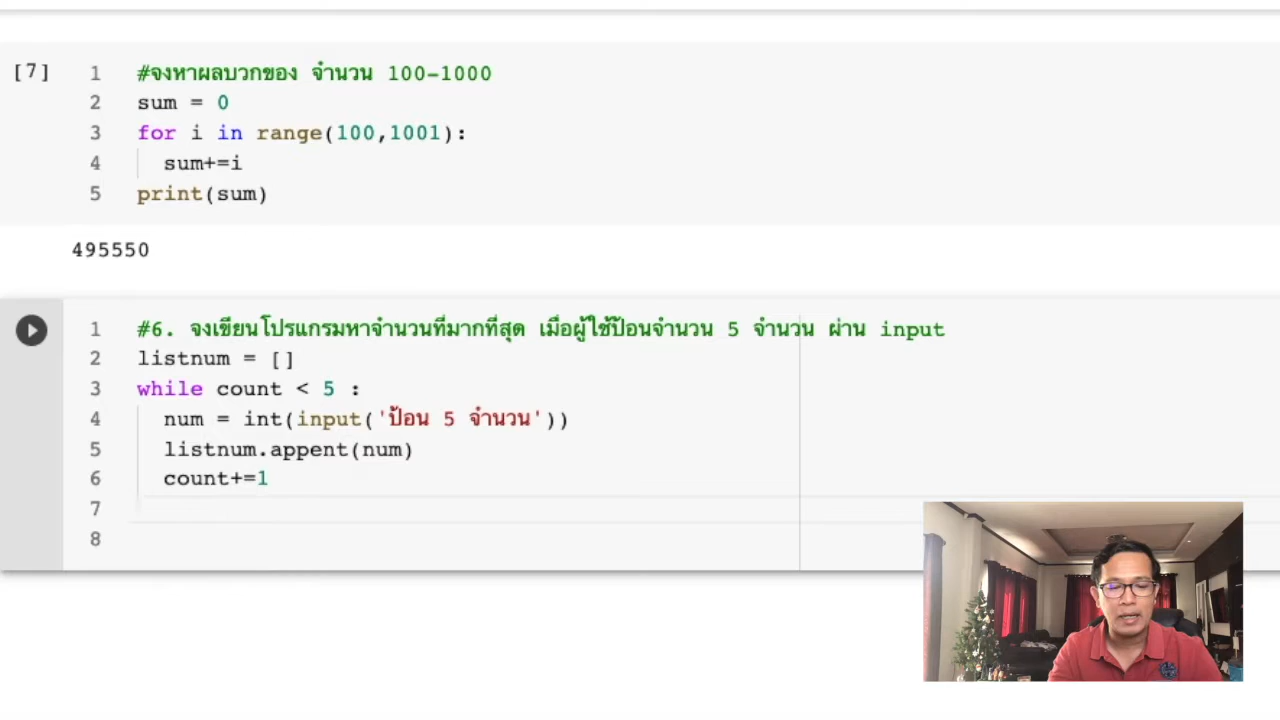 [7]
1 #จงหาผลบวกของ จำนวน 100-1000
2 sum = 0
3 for i in range(100,1001):
4 sum+=i
5 print(sum)
495550
1 #6. จงเขียนโปรแกรมหาจำนวนที่มากที่สุด เมื่อผู้ใช้ป้อนจำนวน 5 จำนวน ผ่าน input
2 listnum = []
3 while count < 5 :
4 num = int(input('ป้อน 5 จำนวน'))
5 listnum.appent(num)
6 count+=1
7
8